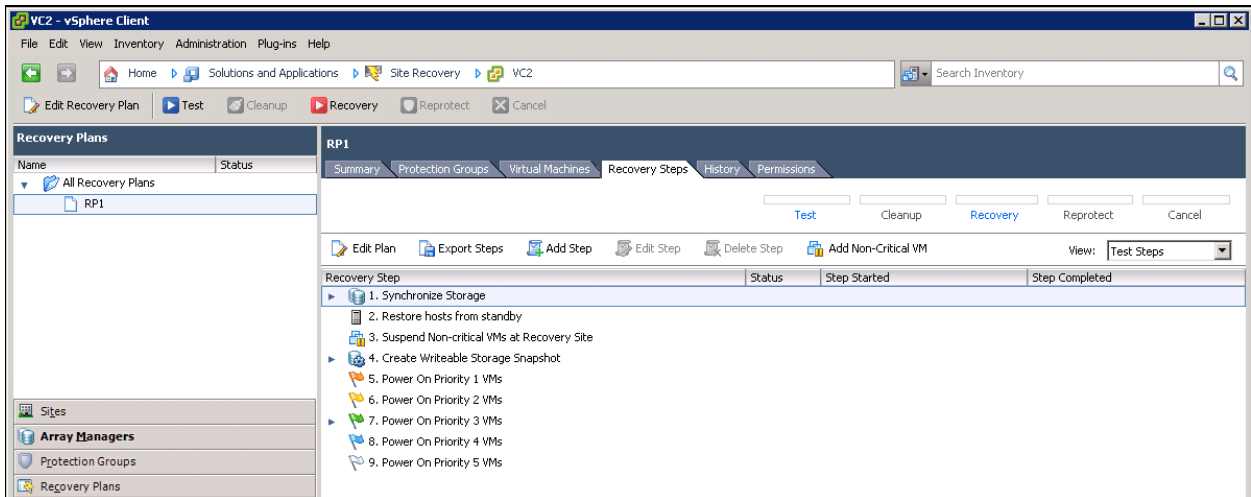 VC2 - vSphere Client
File Edit View Inventory Administration Plug-ins Help
Home Solutions and Applications Site Recovery VC2 Search Inventory
Edit Recovery Plan Test Cleanup Recovery Reprotect Cancel
Recovery Plans
Name Status
All Recovery Plans
RP1
Sites
Array Managers
Protection Groups
Recovery Plans
RP1
Summary Protection Groups Virtual Machines Recovery Steps History Permissions
Test Cleanup Recovery Reprotect Cancel
Edit Plan Export Steps Add Step Edit Step Delete Step Add Non-Critical VM View: Test Steps
Recovery Step Status Step Started Step Completed
1. Synchronize Storage
2. Restore hosts from standby
3. Suspend Non-critical VMs at Recovery Site
4. Create Writeable Storage Snapshot
5. Power On Priority 1 VMs
6. Power On Priority 2 VMs
7. Power On Priority 3 VMs
8. Power On Priority 4 VMs
9. Power On Priority 5 VMs